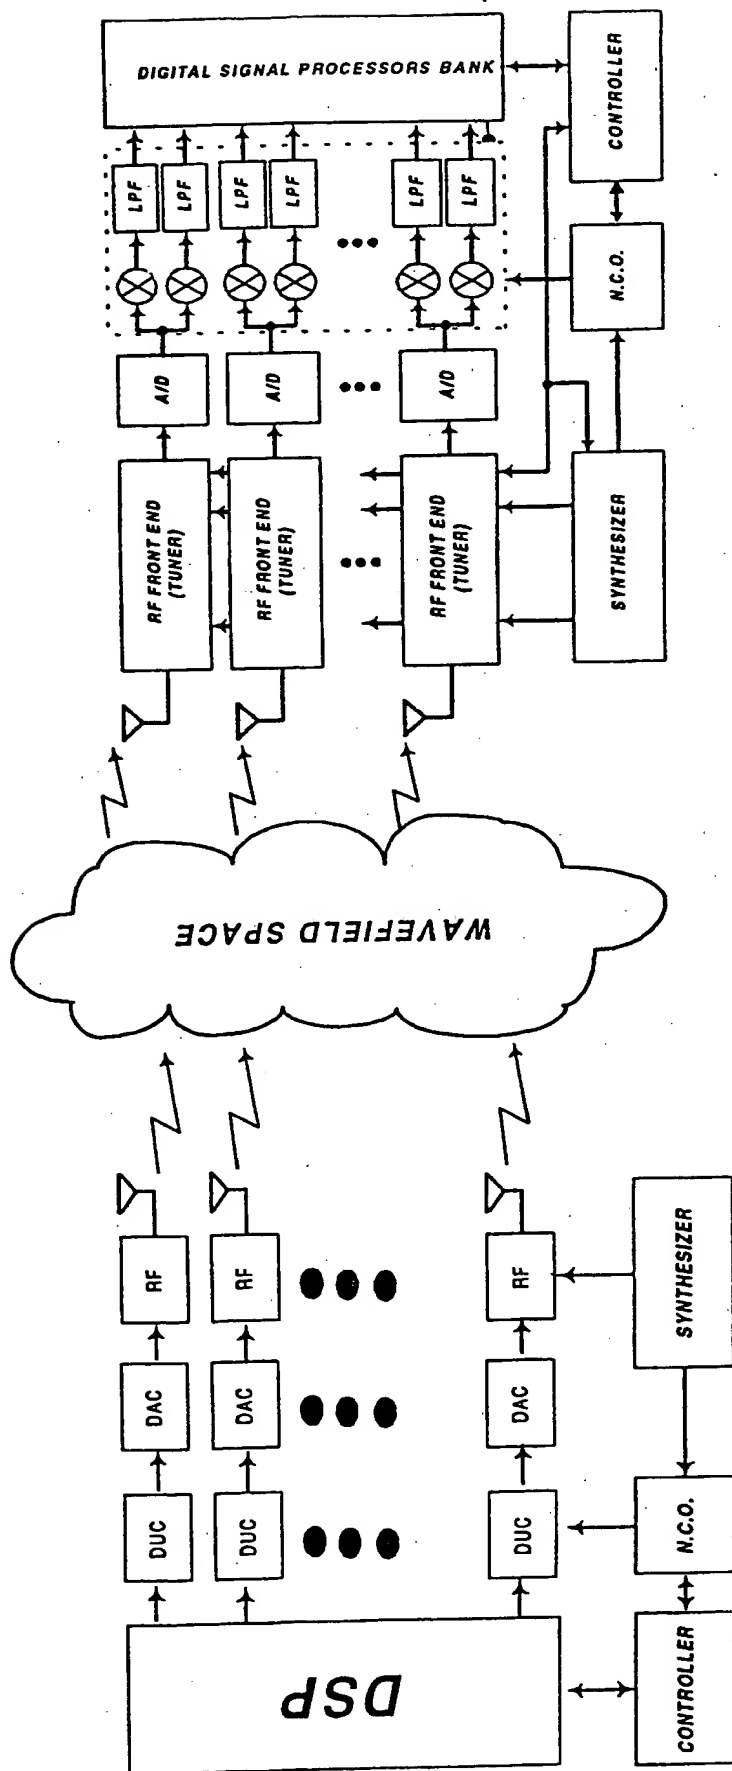 DIGITAL SIGNAL PROCESSORS BANK
CONTROLLER
LPF
LPF
LPF
LPF
LPF
LPF
N.C.O.
A/D
A/D
A/D
RF FRONT END
(TUNER)
RF FRONT END
(TUNER)
RF FRONT END
(TUNER)
SYNTHESIZER
WAVEFIELD SPACE
RF
RF
RF
SYNTHESIZER
DAC
DAC
DAC
DUC
DUC
DUC
N.C.O.
DSP
CONTROLLER